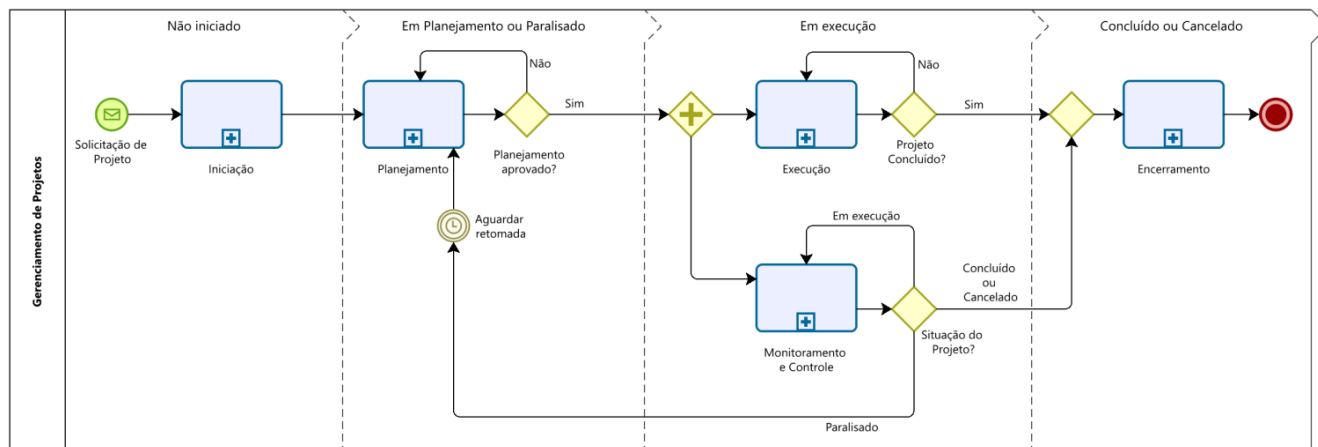 Não iniciado
Em Planejamento ou Paralisado
Em execução
Concluído ou Cancelado
Gerenciamento de Projetos
Solicitação de
Projeto
Iniciação
Planejamento
Não
Sim
Planejamento
aprovado?
Aguardar
retomada
Não
Sim
Execução
Projeto
Concluído?
Encerramento
Em execução
Concluído
ou
Cancelado
Monitoramento
e Controle
Situação do
Projeto?
Paralisado